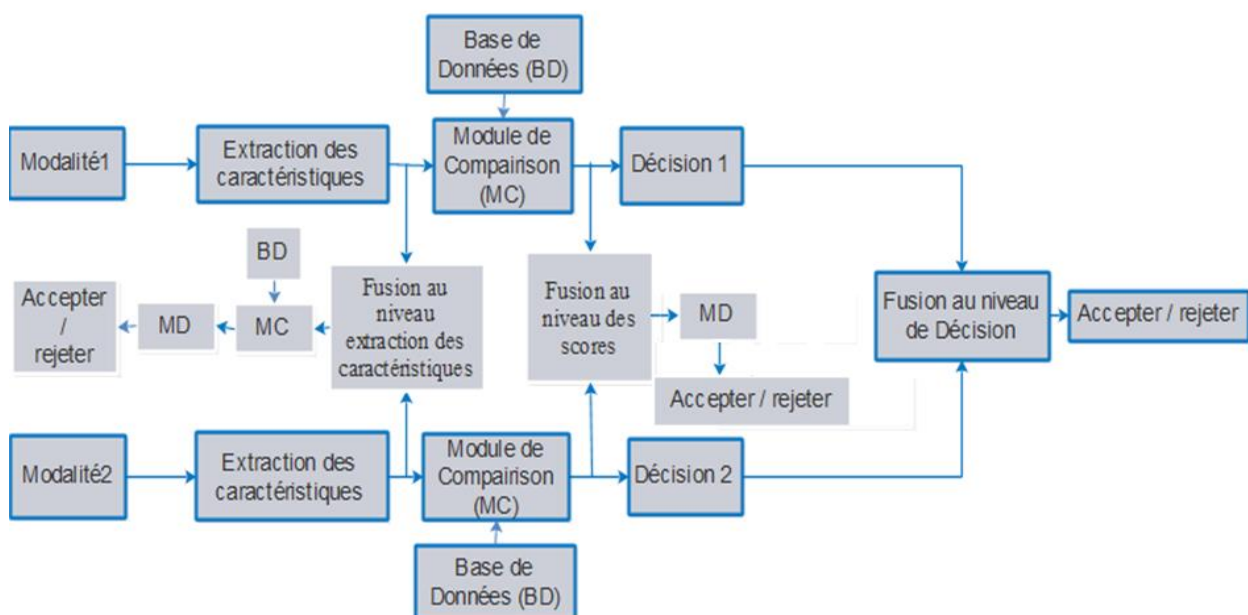 Base de
Données (BD)
Modalité1
Extraction des
caractéristiques
Module de
Compairison
(MC)
Décision 1
BD
Accepter
/
rejeter
MD
MC
Fusion au
niveau
extraction des
caractéristiques
Fusion au
niveau des
scores
MD
Accepter / rejeter
Fusion au niveau
de Décision
Accepter / rejeter
Modalité2
Extraction des
caractéristiques
Module de
Compairison
(MC)
Décision 2
Base de
Données (BD)